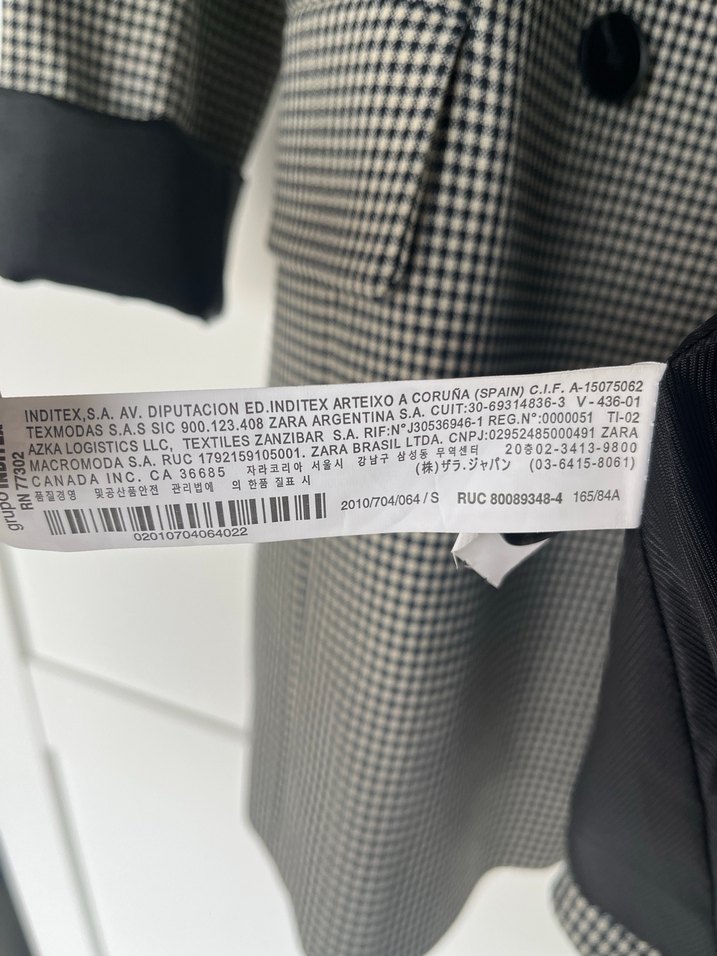 INDITEX,S.A. AV. DIPUTACION ED.INDITEX ARTEIXO A CORUÑA (SPAIN) C.I.F. A-15075062
TEXMODAS S.A.S SIC 900.123.408 ZARA ARGENTINA S.A. CUIT:30-69314836-3 V-436-01
AZKA LOGISTICS LLC, TEXTILES ZANZIBAR S.A. RIF:N°J30536946-1 REG.N°:0000051 TI-02
MACROMODA S.A. RUC 1792159105001. ZARA BRASIL LTDA. CNPJ:02952485000491 ZARA
CANADA INC. CA 36685 자라코리아 서울시 강남구 삼성동 무역센터 20층02-3413-9800
품질경영 및공산품안전 관리법에 의 한품 질표 시 (株)ザラ.ジャパン (03-6415-8061)
2010/704/064 / S RUC 80089348-4 165/84A
02010704064022
grupo INDITEX
RN 77302